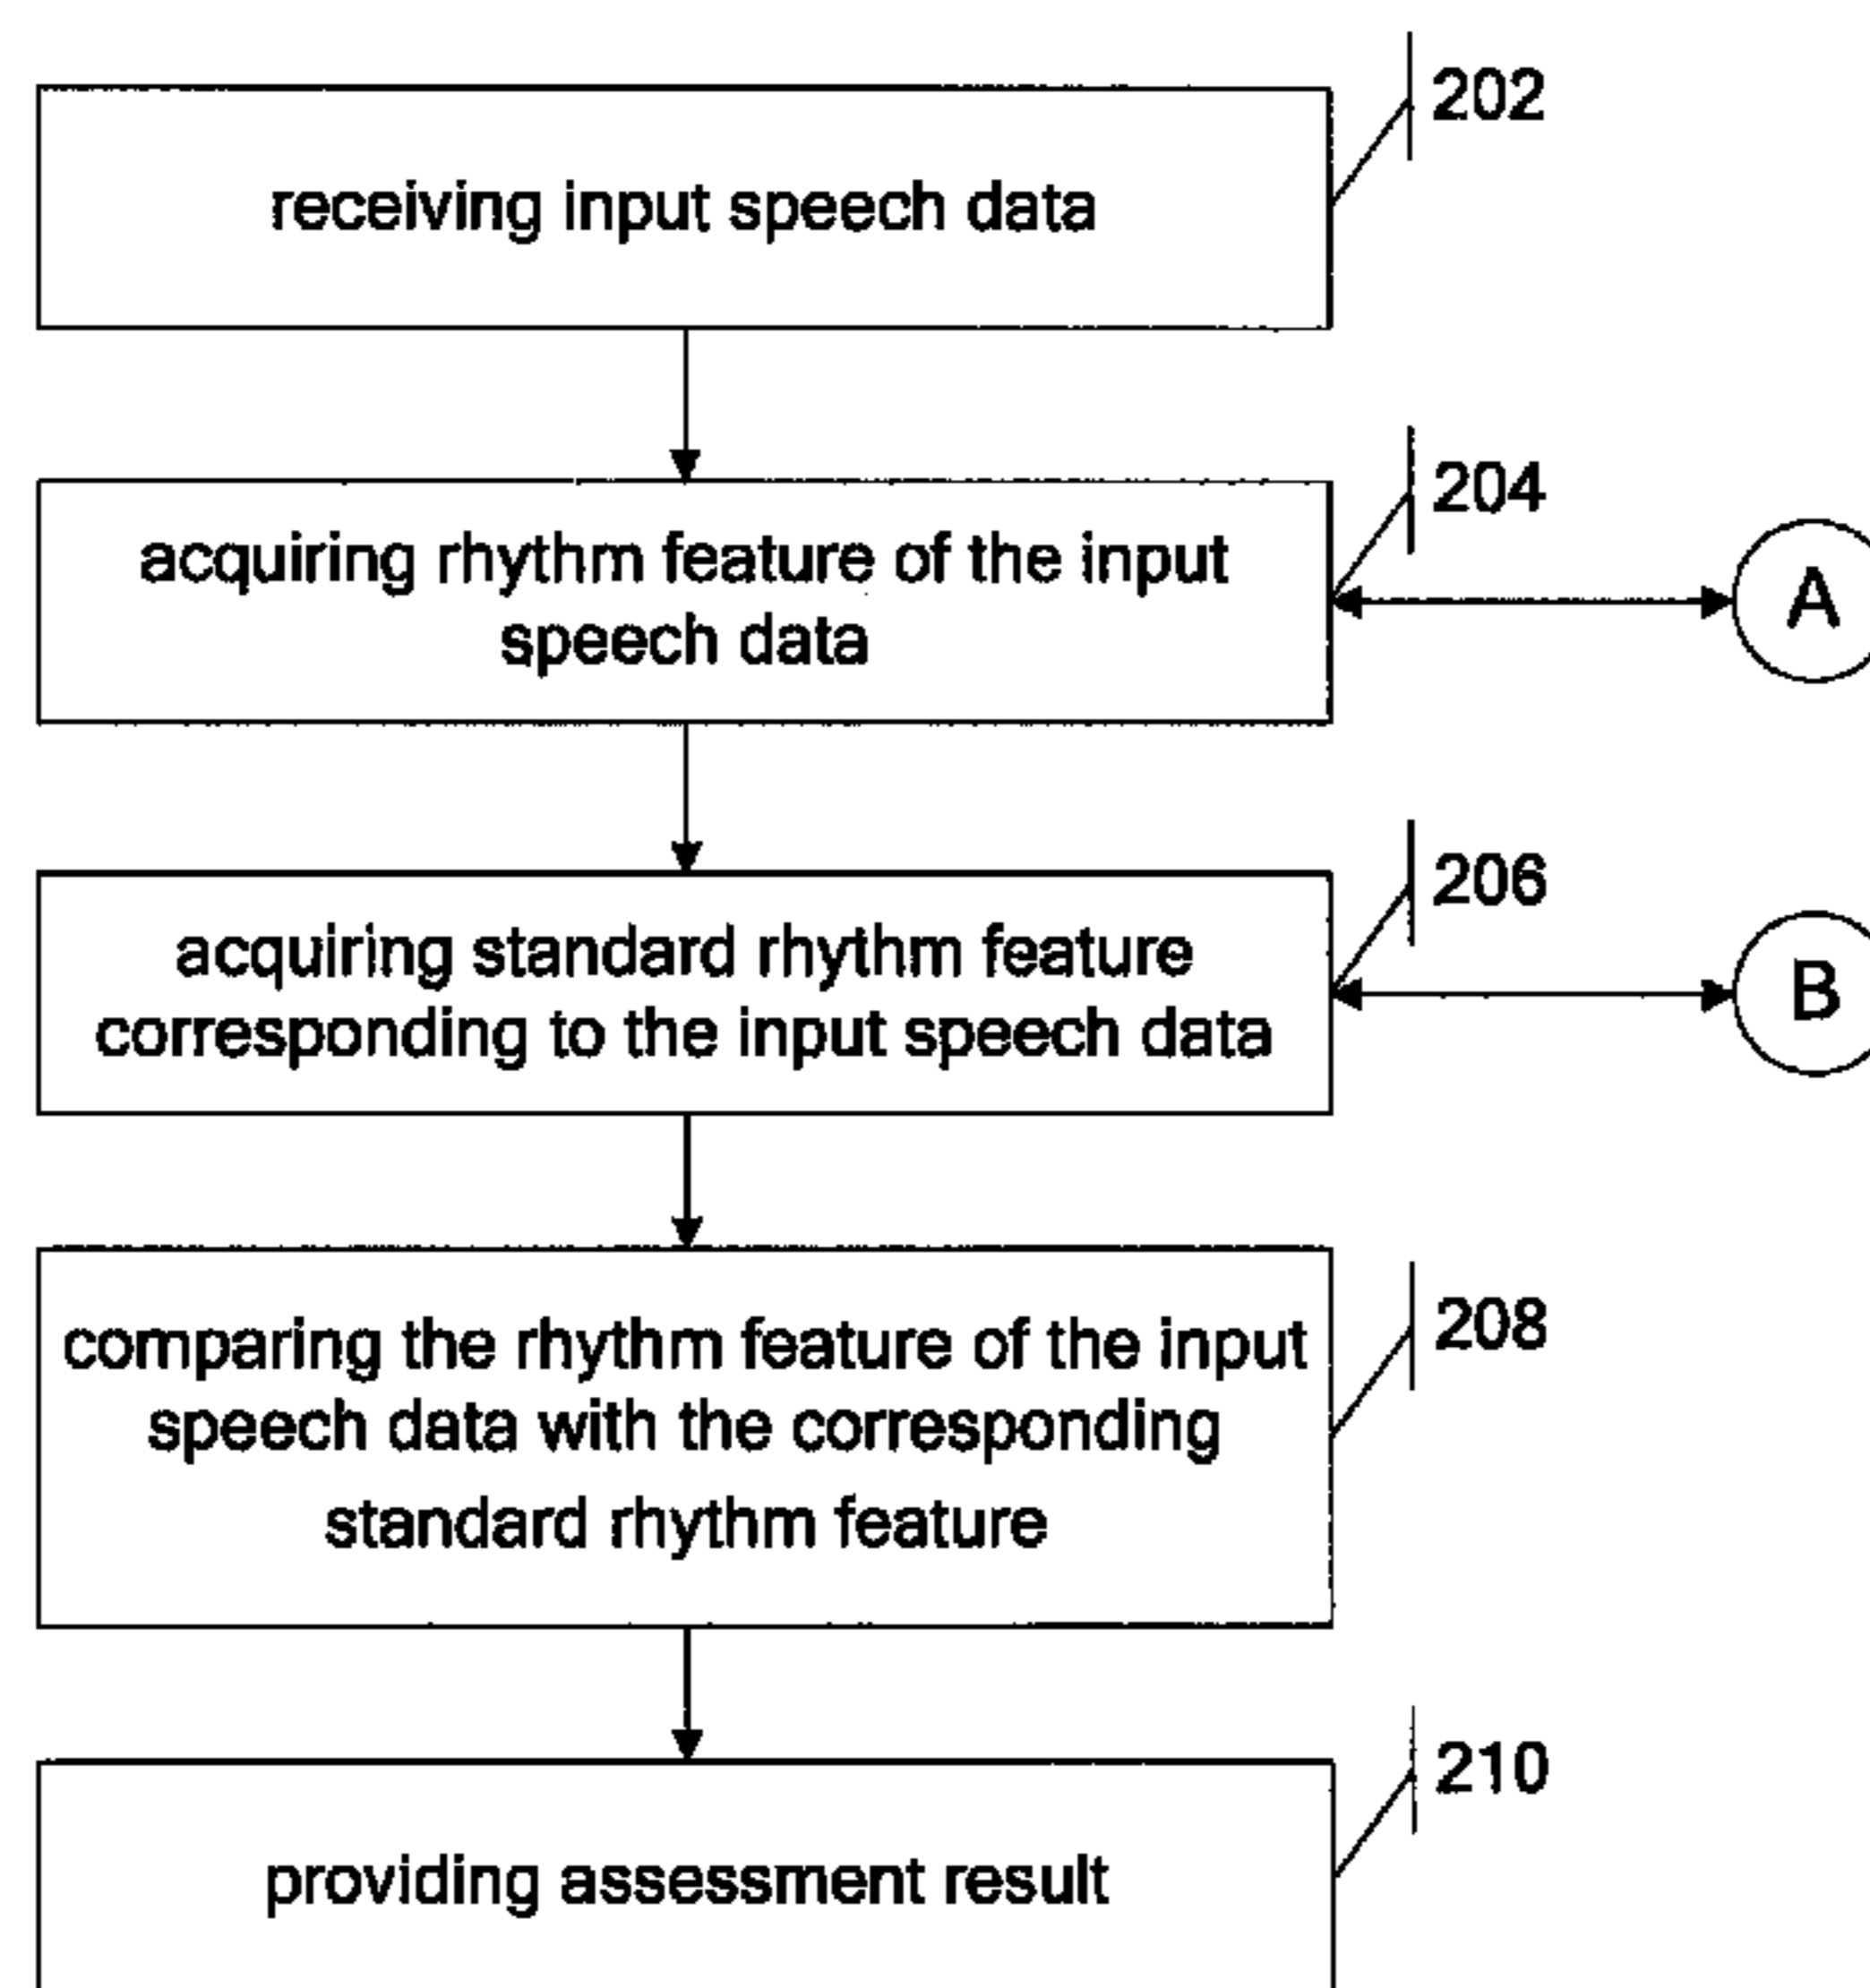 202
receiving input speech data
204
acquiring rhythm feature of the input
speech data
A
206
acquiring standard rhythm feature
corresponding to the input speech data
B
208
comparing the rhythm feature of the input
speech data with the corresponding
standard rhythm feature
210
providing assessment result